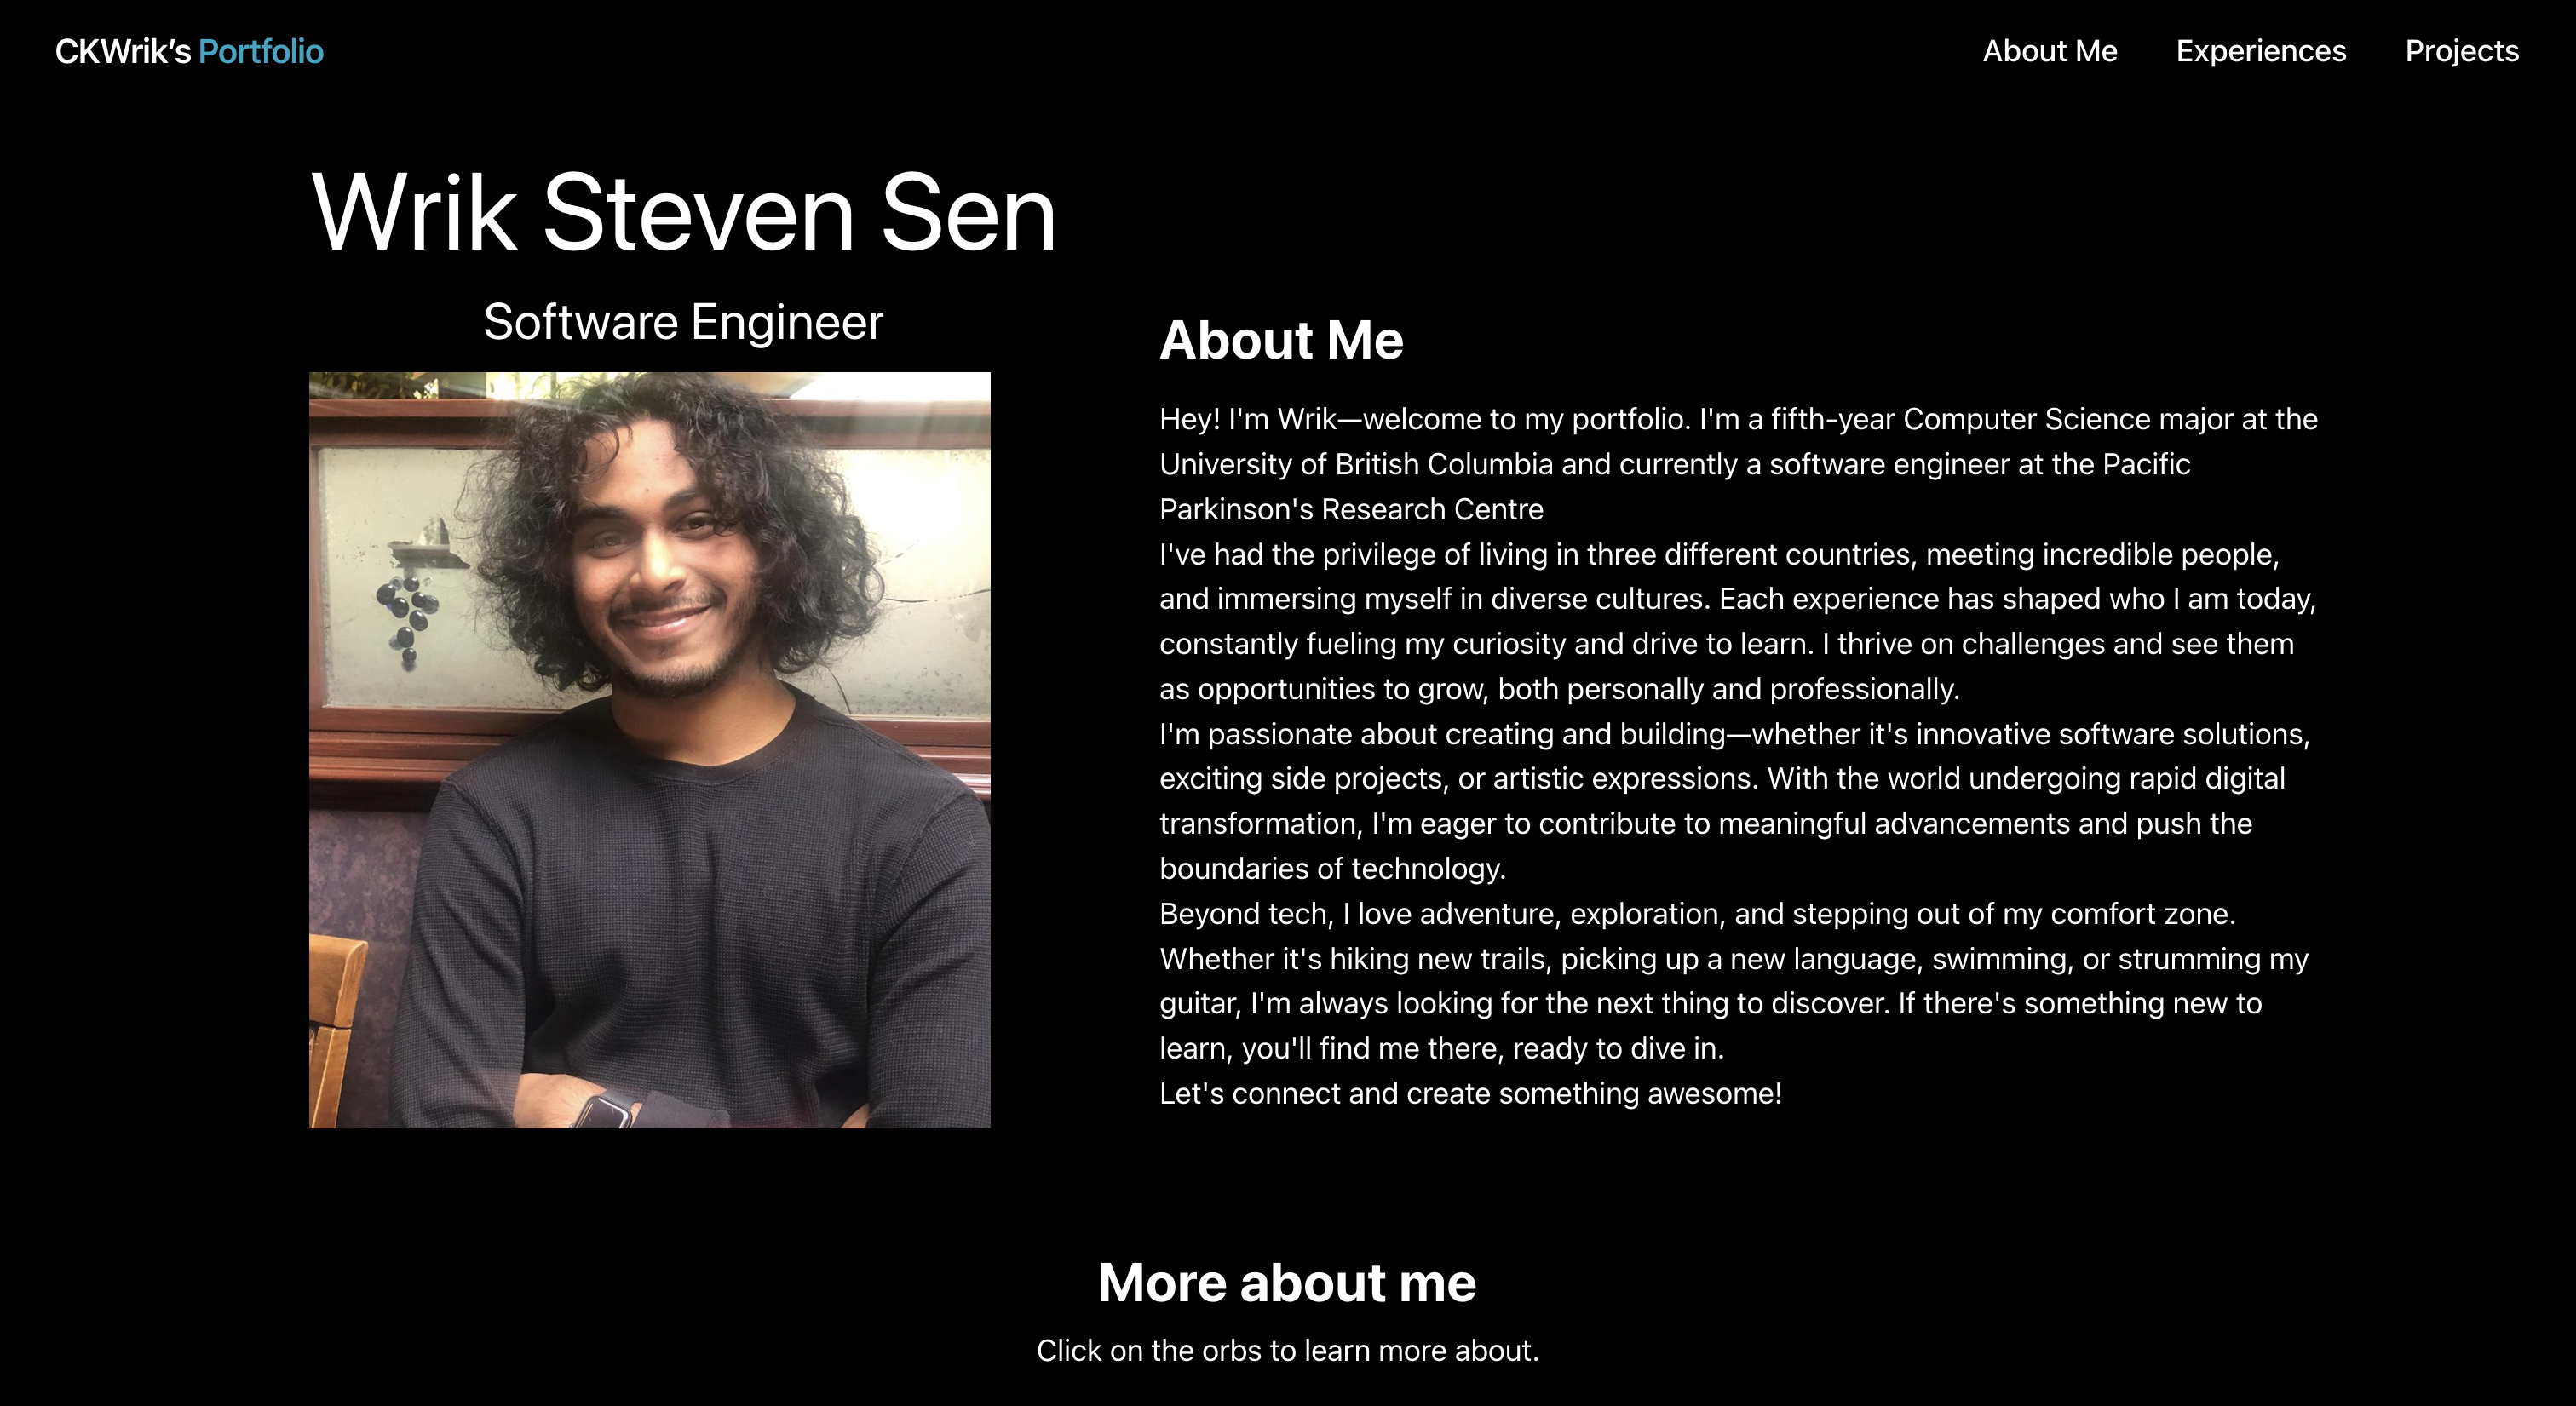 CKWrik’s Portfolio
About Me
Experiences
Projects
Wrik Steven Sen
Software Engineer
About Me
Hey! I'm Wrik—welcome to my portfolio. I'm a fifth-year Computer Science major at the
University of British Columbia and currently a software engineer at the Pacific
Parkinson's Research Centre
I've had the privilege of living in three different countries, meeting incredible people,
and immersing myself in diverse cultures. Each experience has shaped who I am today,
constantly fueling my curiosity and drive to learn. I thrive on challenges and see them
as opportunities to grow, both personally and professionally.
I'm passionate about creating and building—whether it's innovative software solutions,
exciting side projects, or artistic expressions. With the world undergoing rapid digital
transformation, I'm eager to contribute to meaningful advancements and push the
boundaries of technology.
Beyond tech, I love adventure, exploration, and stepping out of my comfort zone.
Whether it's hiking new trails, picking up a new language, swimming, or strumming my
guitar, I'm always looking for the next thing to discover. If there's something new to
learn, you'll find me there, ready to dive in.
Let's connect and create something awesome!
More about me
Click on the orbs to learn more about.